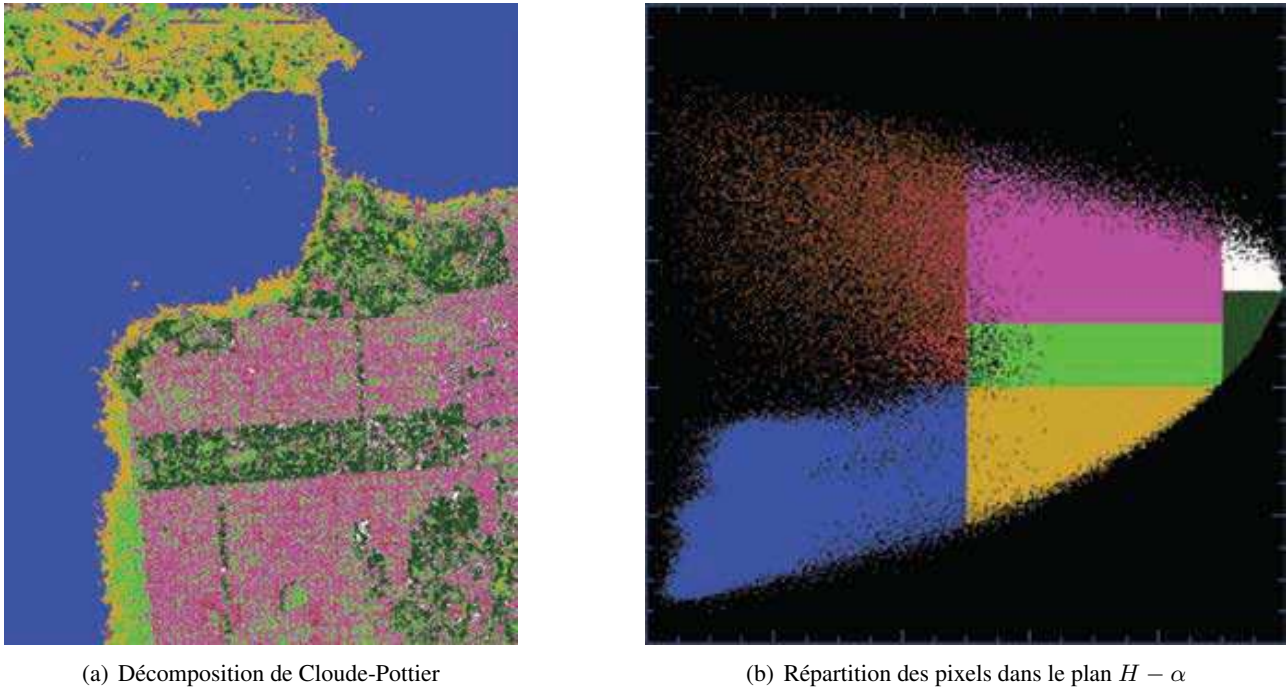 (a) Décomposition de Cloude-Pottier
(b) Répartition des pixels dans le plan H − α